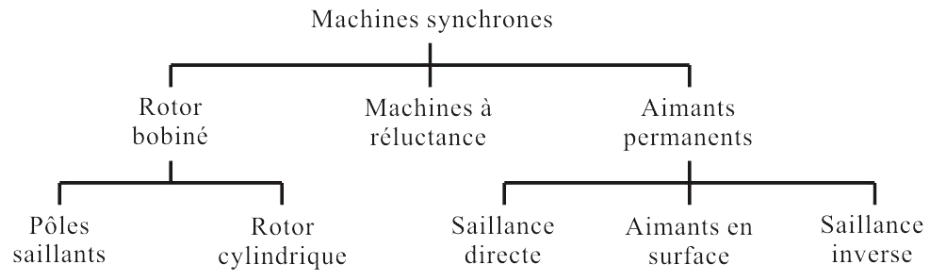 Machines synchrones
Rotor
bobiné
Machines à
réluctance
Aimants
permanents
Pôles
saillants
Rotor
cylindrique
Saillance
directe
Aimants en
surface
Saillance
inverse